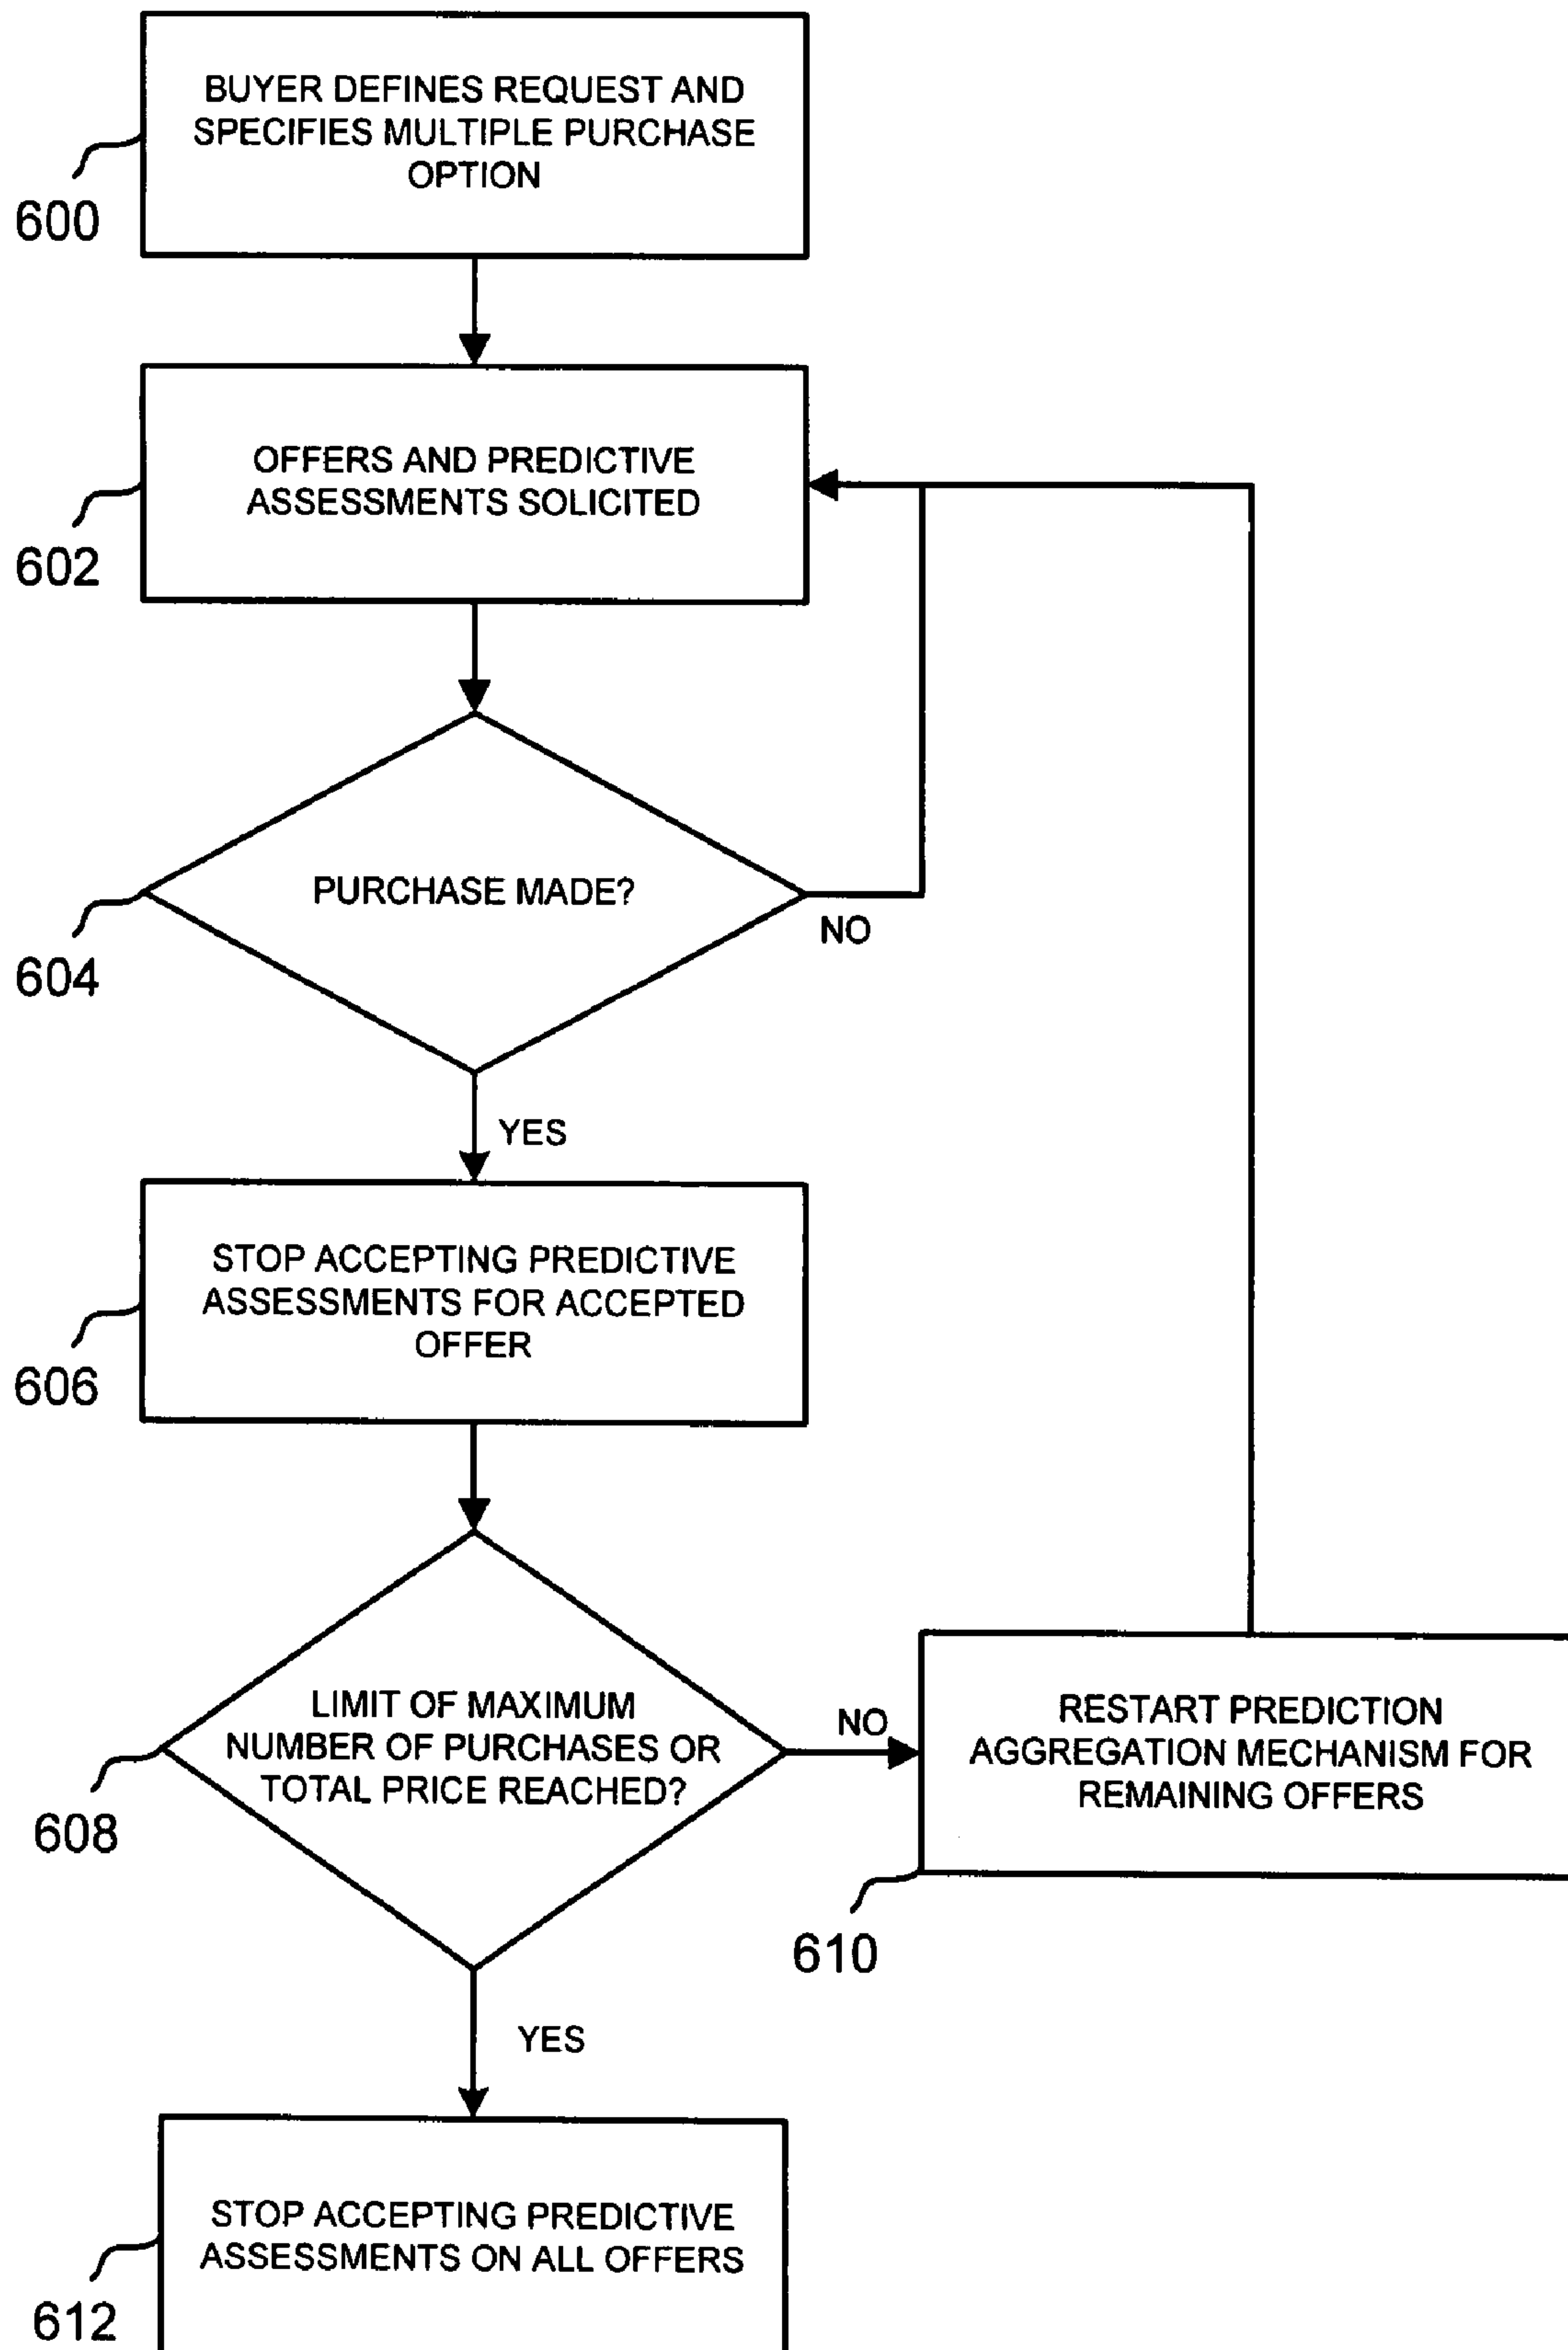 BUYER DEFINES REQUEST AND
SPECIFIES MULTIPLE PURCHASE
OPTION
600
OFFERS AND PREDICTIVE
ASSESSMENTS SOLICITED
602
PURCHASE MADE?
NO
604
YES
STOP ACCEPTING PREDICTIVE
ASSESSMENTS FOR ACCEPTED
OFFER
606
LIMIT OF MAXIMUM
NUMBER OF PURCHASES OR
TOTAL PRICE REACHED?
NO
608
RESTART PREDICTION
AGGREGATION MECHANISM FOR
REMAINING OFFERS
610
YES
STOP ACCEPTING PREDICTIVE
ASSESSMENTS ON ALL OFFERS
612